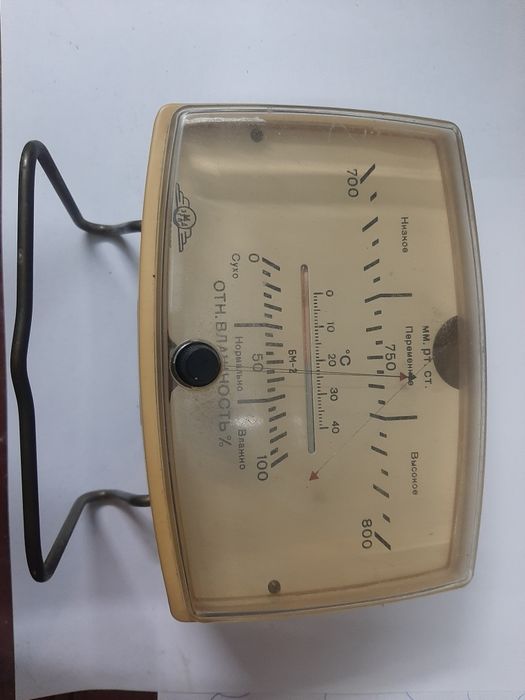 мм. рт. ст.
Низкое Переменное Высокое
700 750 800
°C
0 10 20 30 40
БМ-2
0 50 100
Сухо Нормально Влажно
ОТН. ВЛАЖНОСТЬ %